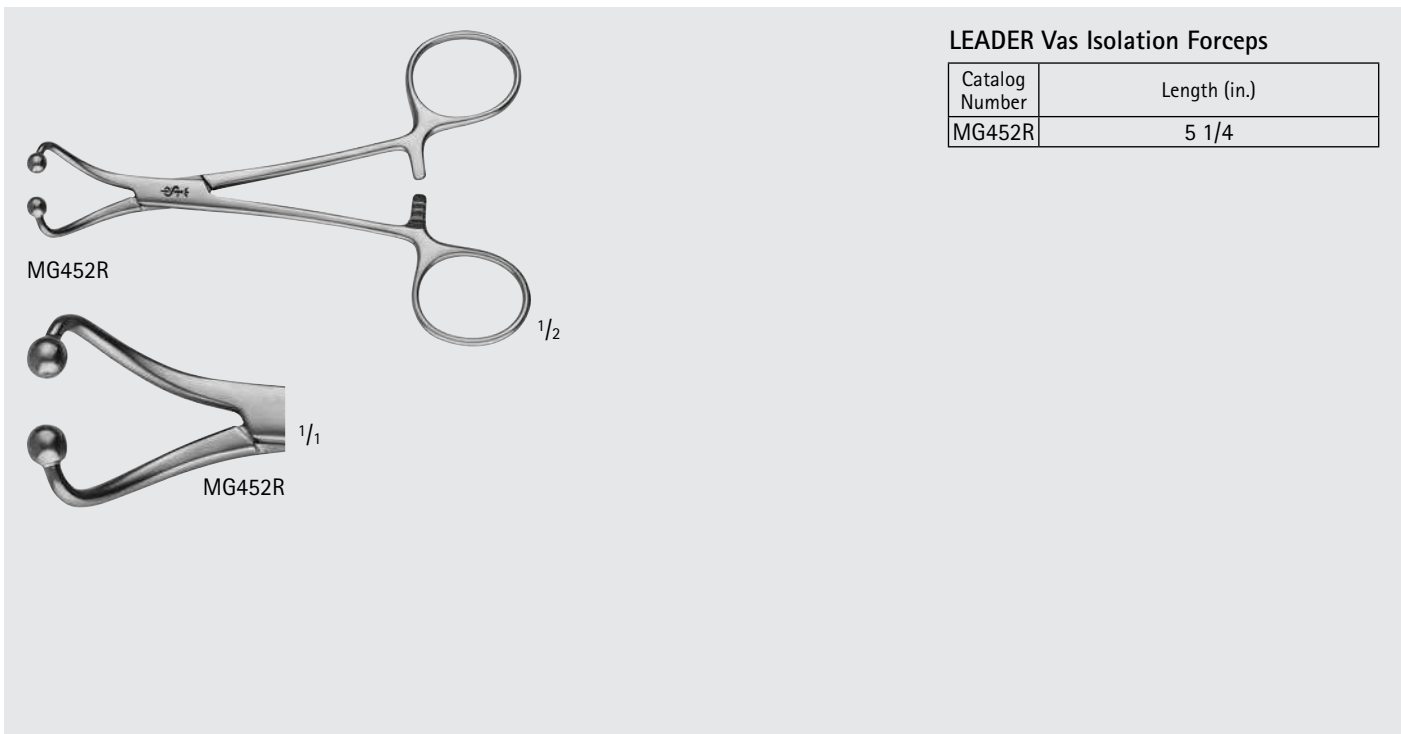 LEADER Vas Isolation Forceps
Catalog
Number
Length (in.)
MG452R
5 1/4
MG452R
1/2
1/1
MG452R